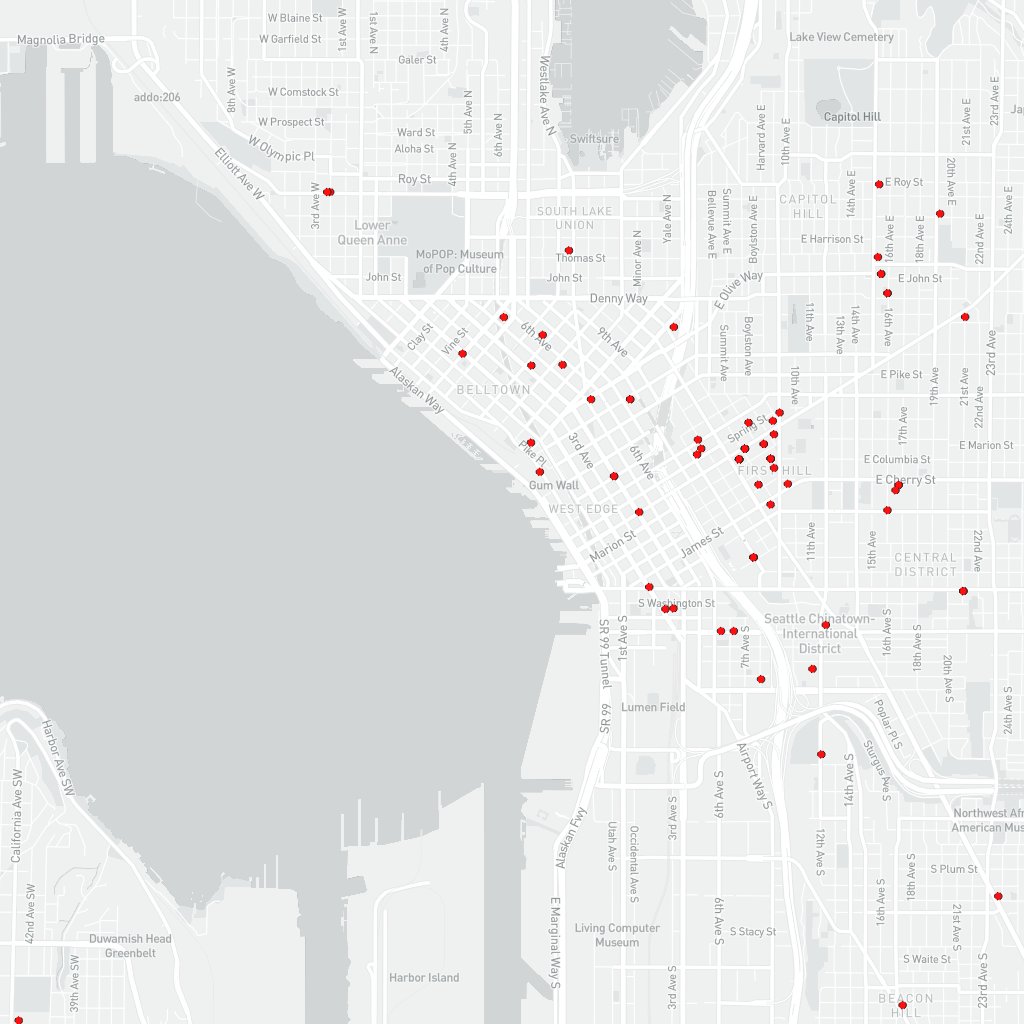 W Blaine St
W Garfield St
Magnolia Bridge
1st Ave W
1st Ave N
4th Ave N
Galer St
Westlake Ave N
Lake View Cemetery
addo:206
8th Ave W
W Comstock St
5th Ave N
6th Ave N
W Prospect St
Ward St
Aloha St
4th Ave N
W Olympic Pl
Elliott Ave W
Roy St
3rd Ave W
Lower
Queen Anne
Swiftsure
Harvard Ave E
10th Ave E
Capitol Hill
21st Ave E
23rd Ave E
20th Ave E
E Roy St
14th Ave E
CAPITOL
HILL
SOUTH LAKE
UNION
Yale Ave N
Bellevue Ave E
Summit Ave E
Boylston Ave E
Minor Ave N
E Harrison St
16th Ave E
18th Ave E
22nd Ave E
MoPOP: Museum
of Pop Culture
Thomas St
John St
John St
E John St
E Olive Way
Denny Way
Clay St
Vine St
6th Ave
9th Ave
Summit Ave
Boylston Ave
11th Ave
13th Ave
14th Ave
16th Ave
23rd Ave
Alaskan Way
BELLTOWN
10th Ave
E Pike St
19th Ave
21st Ave
22nd Ave
17th Ave
Spring St
3rd Ave
6th Ave
Pike Pl
E Marion St
E Columbia St
FIRST HILL
E Cherry St
Gum Wall
WEST EDGE
Marion St
James St
11th Ave
15th Ave
22nd Ave
CENTRAL
DISTRICT
S Washington St
1st Ave S
SR 99 Tunnel
7th Ave S
Seattle Chinatown-
International
District
16th Ave S
18th Ave S
20th Ave S
24th Ave S
SR 99
Lumen Field
Poplar Pl S
Sturgus Ave S
Airport Way S
Harbor Ave SW
California Ave SW
Alaskan Fwy
Utah Ave S
Occidental Ave S
3rd Ave S
6th Ave S
12th Ave S
14th Ave S
Northwest Af
American Mus
S Plum St
42nd Ave SW
39th Ave SW
Duwamish Head
Greenbelt
Harbor Island
E Marginal Way S
Living Computer
Museum
3rd Ave S
6th Ave S
S Stacy St
16th Ave S
18th Ave S
21st Ave S
23rd Ave S
S Waite St
BEACON
HILL